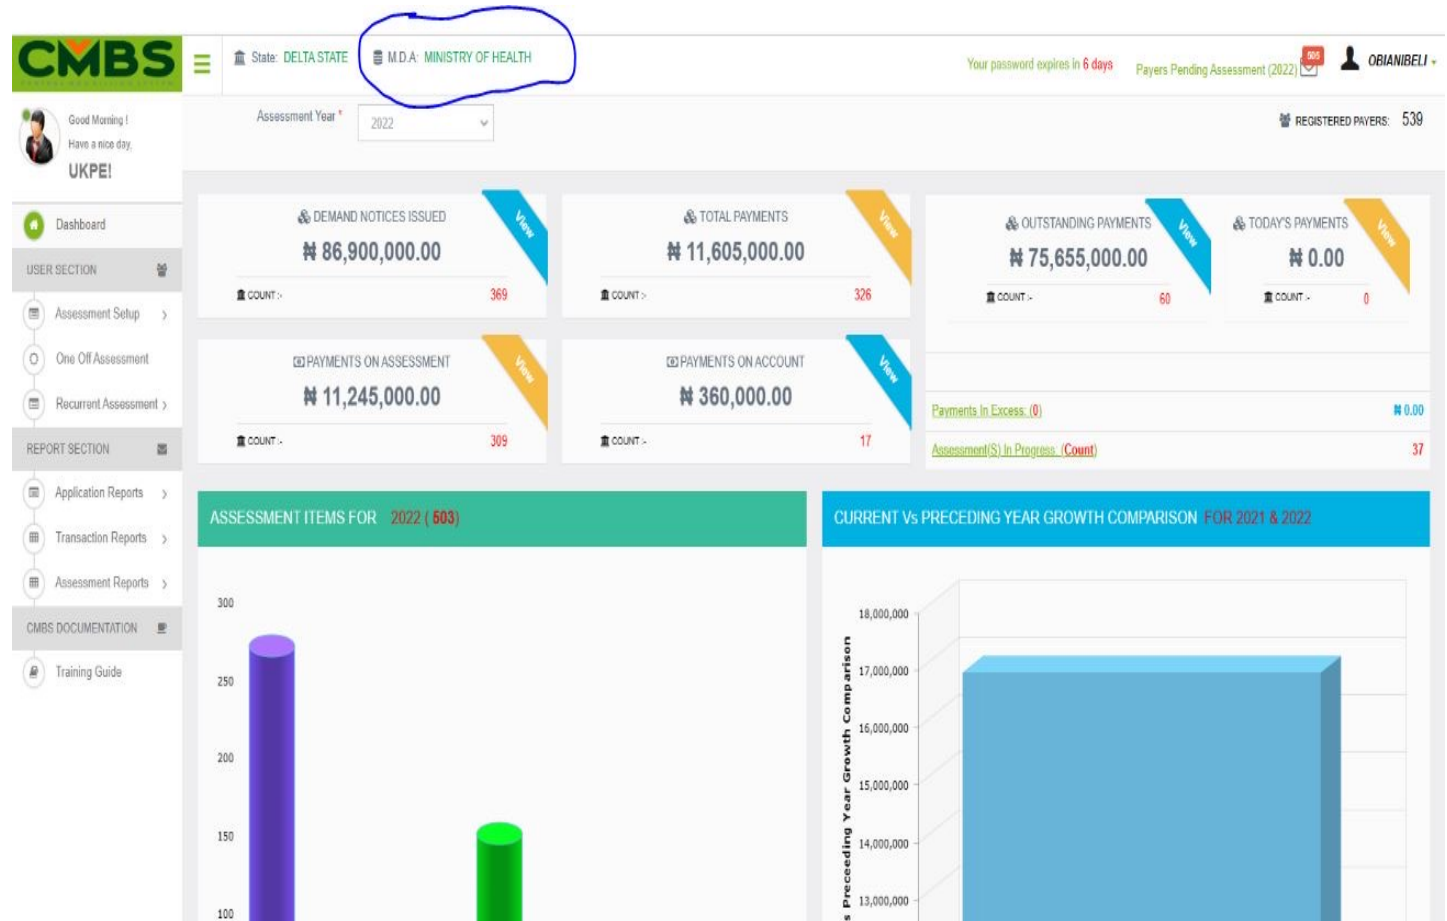 CMBS
State: DELTA STATE
M.D.A: MINISTRY OF HEALTH
Your password expires in 6 days
Payers Pending Assessment (2022)
505
OBIANIBELI
Good Morning !
Have a nice day,
UKPE!
Assessment Year *
2022
REGISTERED PAYERS: 539
Dashboard
USER SECTION
Assessment Setup
One Off Assessment
Recurrent Assessment
REPORT SECTION
Application Reports
Transaction Reports
Assessment Reports
CMBS DOCUMENTATION
Training Guide
DEMAND NOTICES ISSUED
₦ 86,900,000.00
COUNT :-
369
View
TOTAL PAYMENTS
₦ 11,605,000.00
COUNT :-
326
View
OUTSTANDING PAYMENTS
₦ 75,655,000.00
COUNT :-
60
View
TODAY'S PAYMENTS
₦ 0.00
COUNT :-
0
View
PAYMENTS ON ASSESSMENT
₦ 11,245,000.00
COUNT :-
309
View
PAYMENTS ON ACCOUNT
₦ 360,000.00
COUNT :-
17
View
Payments In Excess: (0)
₦ 0.00
Assessment(S) In Progress: (Count)
37
ASSESSMENT ITEMS FOR 2022 ( 503)
300
250
200
150
100
CURRENT Vs PRECEDING YEAR GROWTH COMPARISON FOR 2021 & 2022
18,000,000
17,000,000
16,000,000
15,000,000
14,000,000
13,000,000
s Preceeding Year Growth Comparison